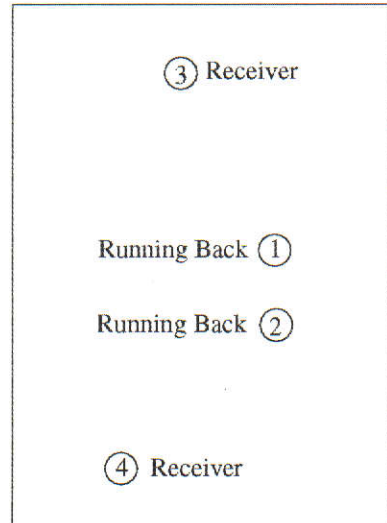 ③ Receiver
Running Back ①
Running Back ②
④ Receiver